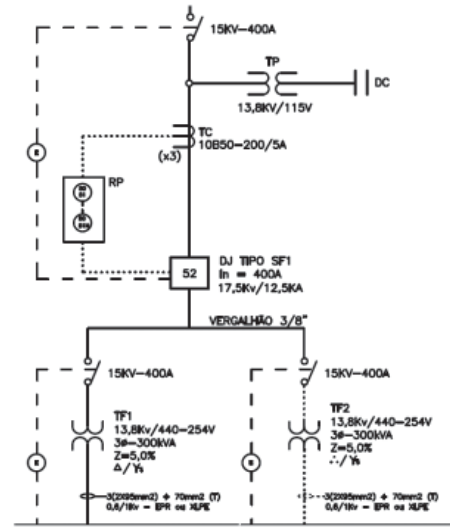 15KV-400A
TP
DC
13,8KV/115V
TC
10B50-200/5A
(x3)
RP
52
DJ TIPO SF1
In = 400A
17,5Kv/12,5KA
VERGALHÃO 3/8"
15KV-400A
15KV-400A
TF1
13,8Kv/440-254V
3ø-300kVA
Z=5,0%
Δ/Y
TF2
13,8Kv/440-254V
3ø-300kVA
Z=5,0%
3(2X95mm2) + 70mm2 (T)
0,6/1Kv - EPR ou XLPE
3(2X95mm2) + 70mm2 (T)
0,6/1Kv - EPR ou XLPE